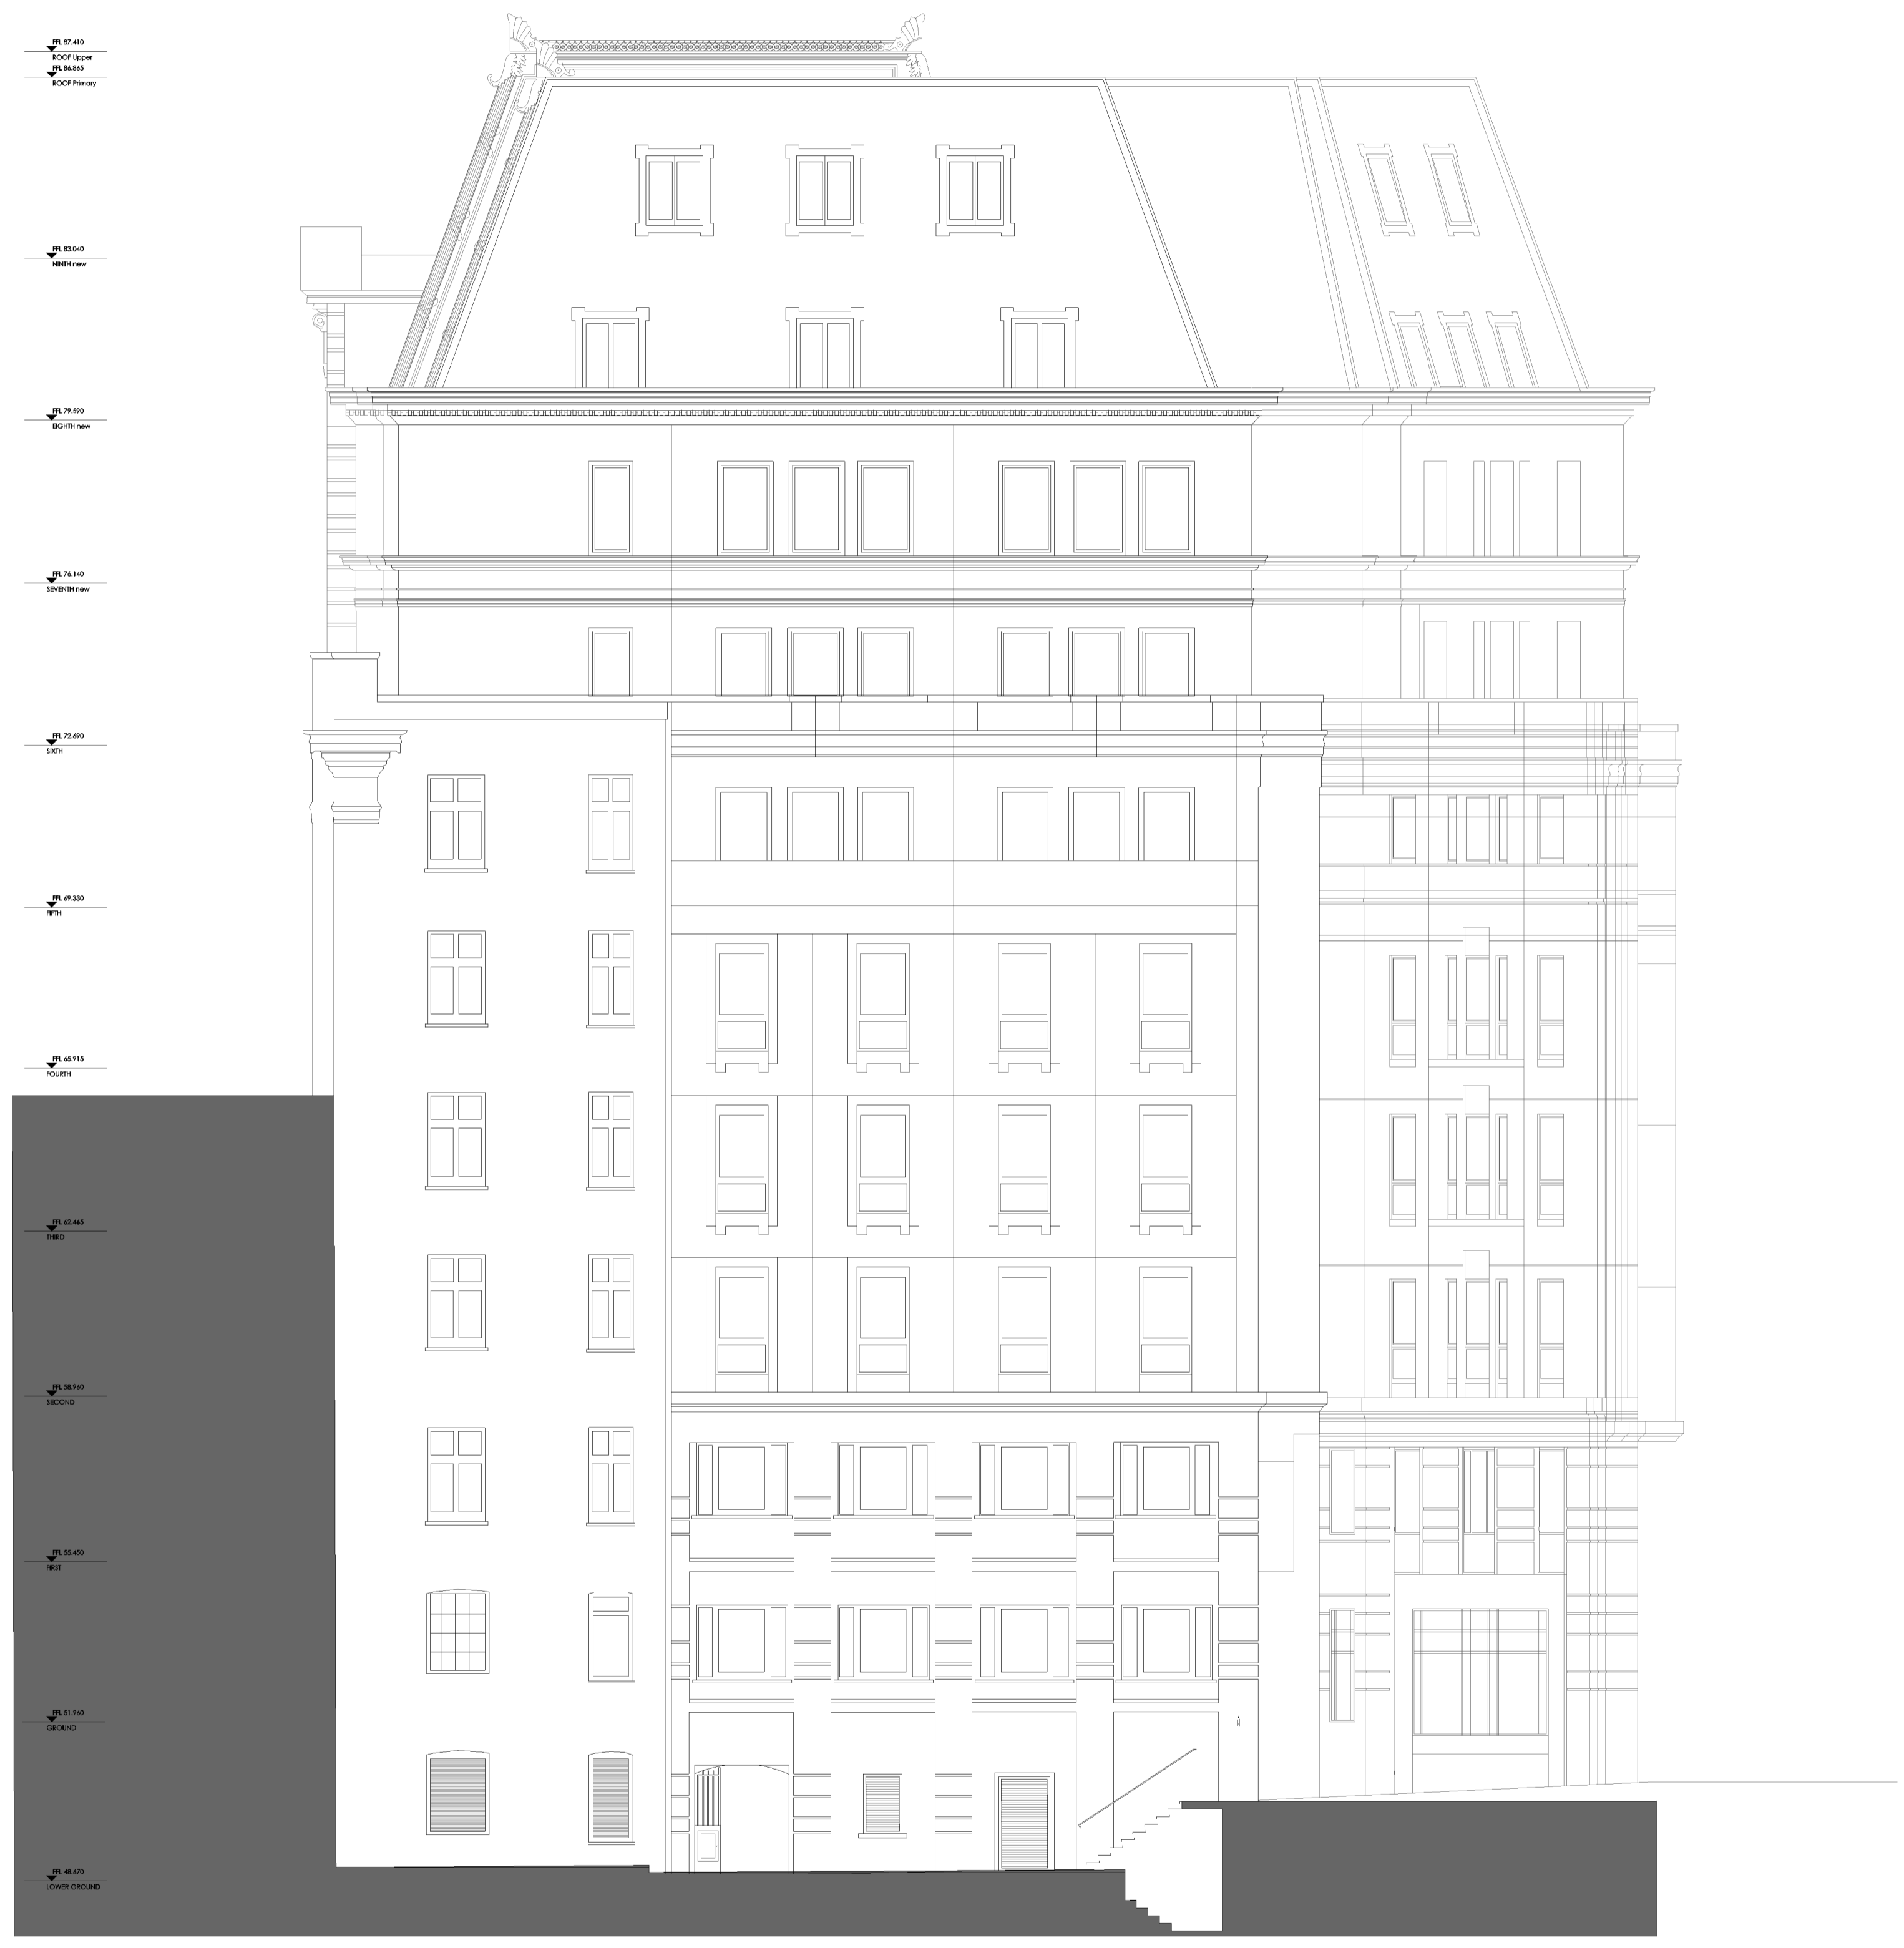 FFL 87.410
ROOF Upper
FFL 86.865
ROOF Primary
FFL 83.040
NINTH new
FFL 79.590
EIGHTH new
FFL 76.140
SEVENTH new
FFL 72.690
SIXTH
FFL 69.330
FIFTH
FFL 65.915
FOURTH
FFL 62.465
THIRD
FFL 58.960
SECOND
FFL 55.450
FIRST
FFL 51.960
GROUND
FFL 48.670
LOWER GROUND